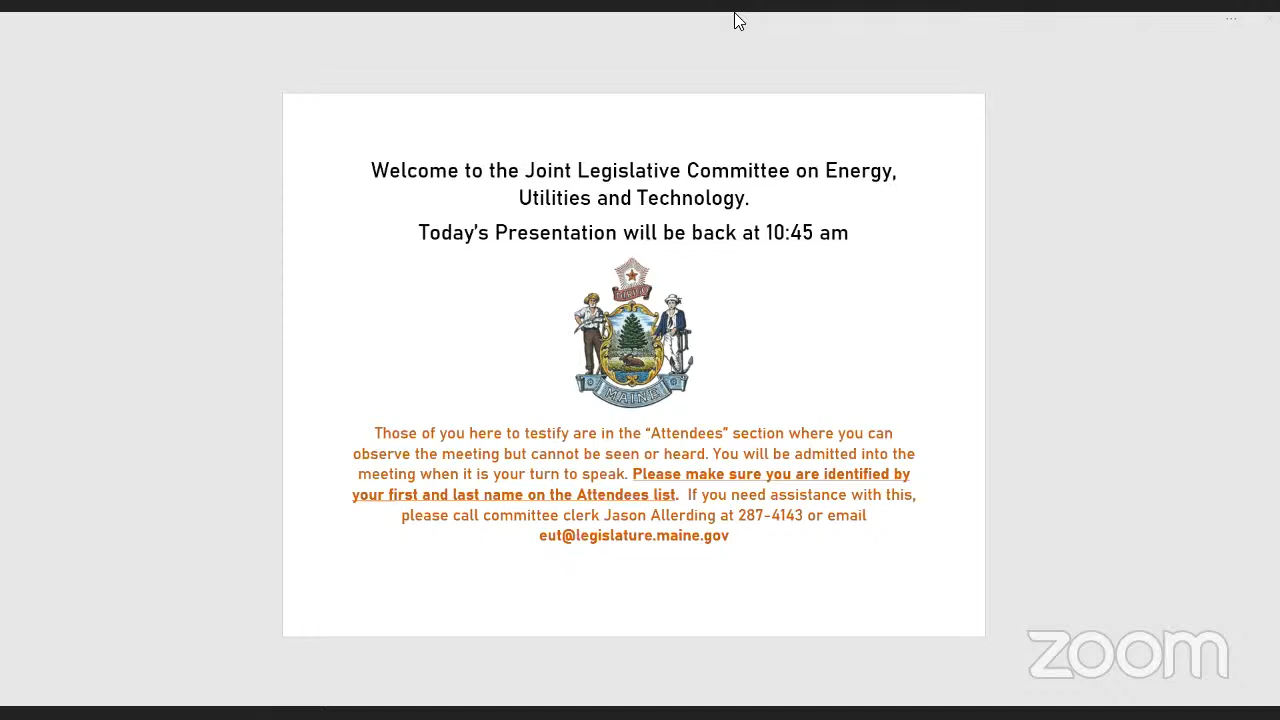 Welcome to the Joint Legislative Committee on Energy,
Utilities and Technology.
Today's Presentation will be back at 10:45 am
DIRIGO
MAINE
Those of you here to testify are in the “Attendees” section where you can
observe the meeting but cannot be seen or heard. You will be admitted into the
meeting when it is your turn to speak. Please make sure you are identified by
your first and last name on the Attendees list.  If you need assistance with this,
please call committee clerk Jason Allerding at 287-4143 or email
eut@legislature.maine.gov
zoom